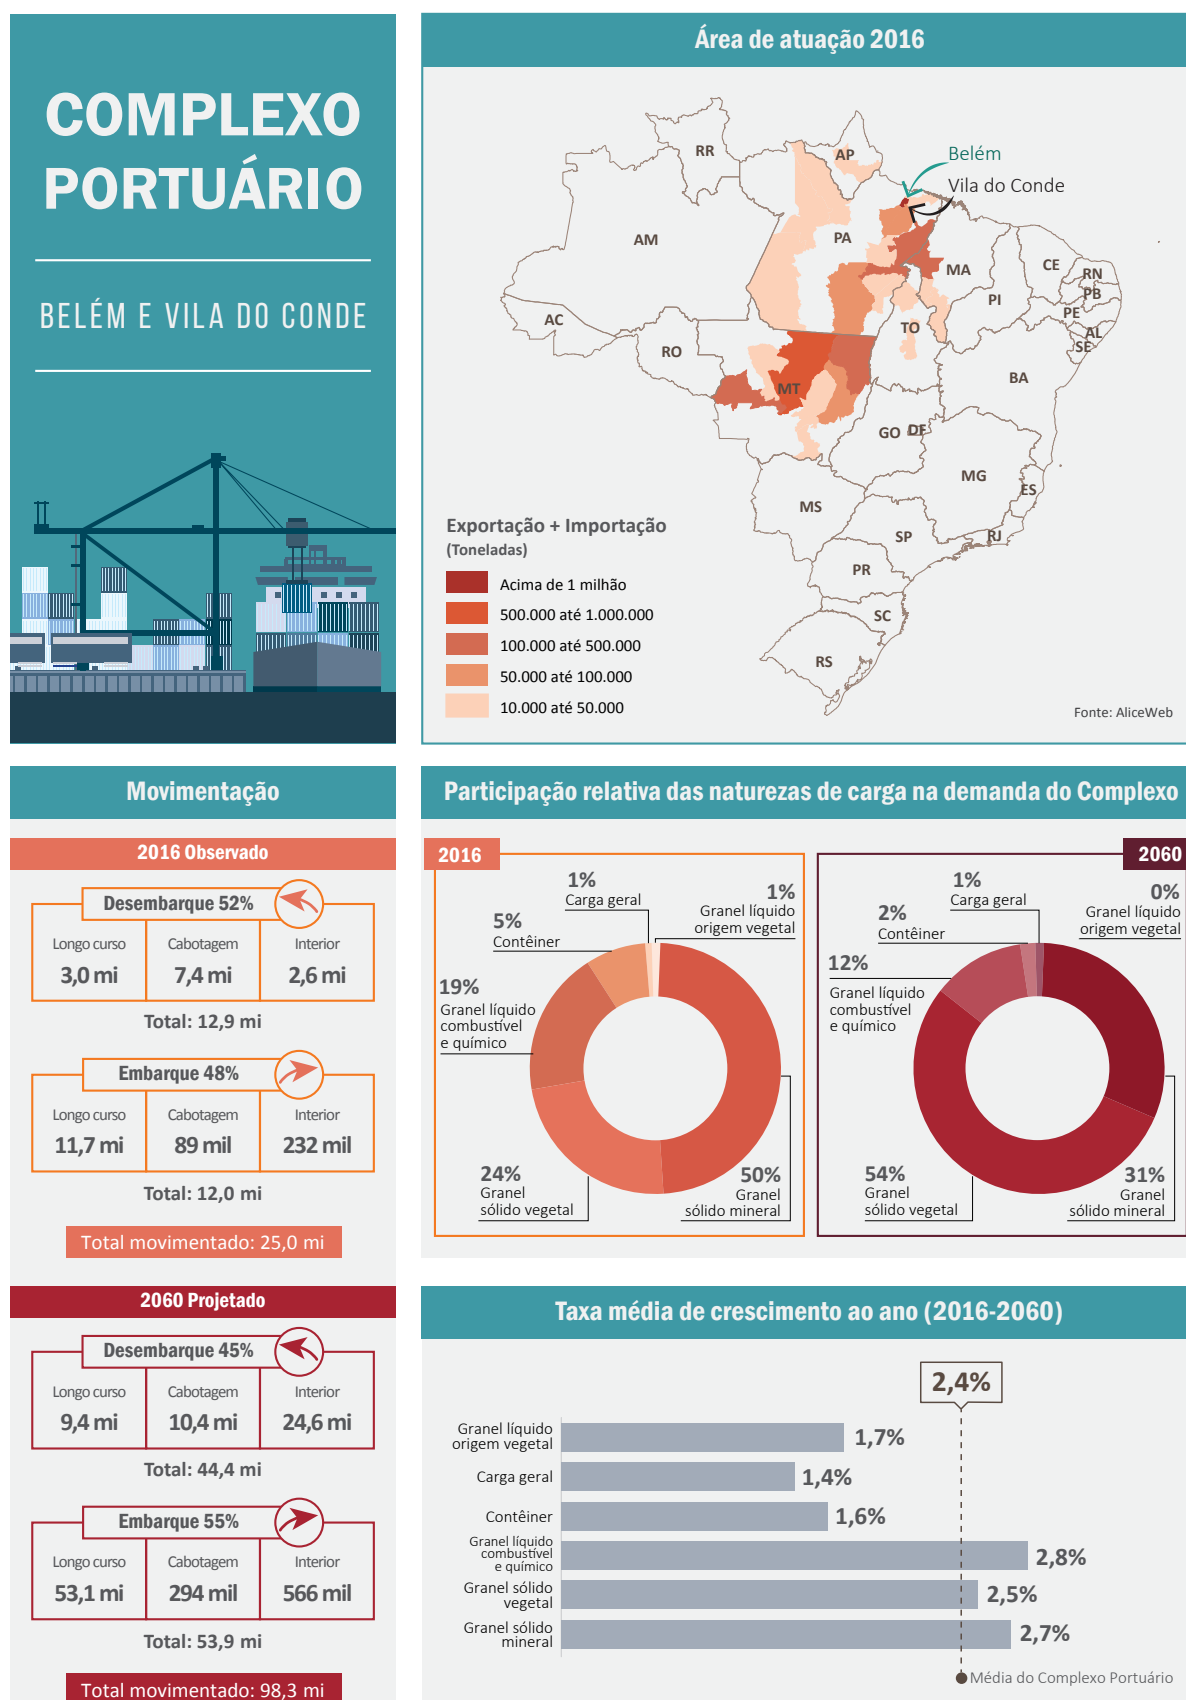 COMPLEXO
PORTUÁRIO
BELÉM E VILA DO CONDE
Área de atuação 2016
RR
AP
Belém
Vila do Conde
AM
PA
MA
CE
RN
PB
PI
PE
AL
SE
AC
RO
TO
BA
MT
GO
DF
MG
ES
MS
SP
RJ
PR
SC
RS
Exportação + Importação
(Toneladas)
Acima de 1 milhão
500.000 até 1.000.000
100.000 até 500.000
50.000 até 100.000
10.000 até 50.000
Fonte: AliceWeb
Movimentação
2016 Observado
Desembarque 52%
Longo curso Cabotagem Interior
3,0 mi 7,4 mi 2,6 mi
Total: 12,9 mi
Embarque 48%
Longo curso Cabotagem Interior
11,7 mi 89 mil 232 mil
Total: 12,0 mi
Total movimentado: 25,0 mi
2060 Projetado
Desembarque 45%
Longo curso Cabotagem Interior
9,4 mi 10,4 mi 24,6 mi
Total: 44,4 mi
Embarque 55%
Longo curso Cabotagem Interior
53,1 mi 294 mil 566 mil
Total: 53,9 mi
Total movimentado: 98,3 mi
Participação relativa das naturezas de carga na demanda do Complexo
2016
1%
Carga geral
1%
Granel líquido
origem vegetal
5%
Contêiner
19%
Granel líquido
combustível
e químico
24%
Granel
sólido vegetal
50%
Granel
sólido mineral
2060
1%
Carga geral
0%
Granel líquido
origem vegetal
2%
Contêiner
12%
Granel líquido
combustível
e químico
54%
Granel
sólido vegetal
31%
Granel
sólido mineral
Taxa média de crescimento ao ano (2016-2060)
2,4%
Granel líquido
origem vegetal
1,7%
Carga geral
1,4%
Contêiner
1,6%
Granel líquido
combustível
e químico
2,8%
Granel sólido
vegetal
2,5%
Granel sólido
mineral
2,7%
Média do Complexo Portuário